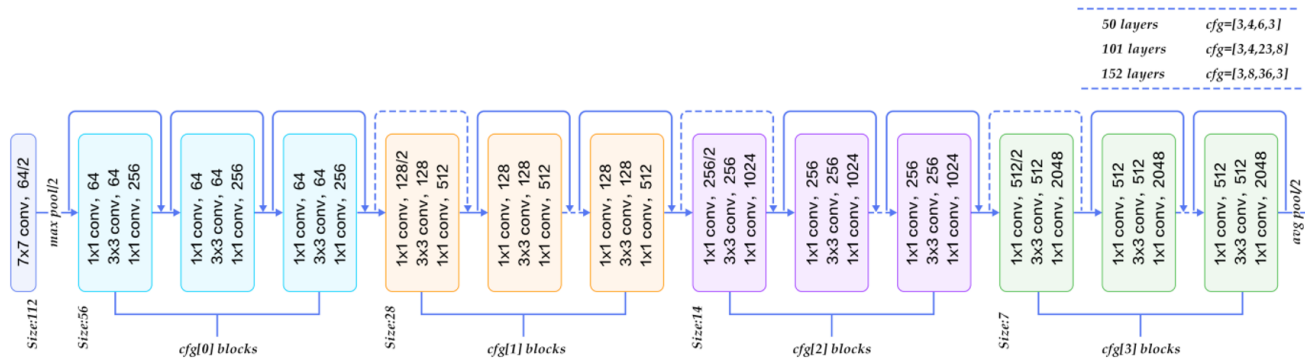 50 layers cfg=[3,4,6,3]
101 layers cfg=[3,4,23,8]
152 layers cfg=[3,8,36,3]
7x7 conv, 64/2
max pool/2
1x1 conv, 64
3x3 conv, 64
1x1 conv, 256
1x1 conv, 64
3x3 conv, 64
1x1 conv, 256
1x1 conv, 64
3x3 conv, 64
1x1 conv, 256
1x1 conv, 128/2
3x3 conv, 128
1x1 conv, 512
1x1 conv, 128
3x3 conv, 128
1x1 conv, 512
1x1 conv, 128
3x3 conv, 128
1x1 conv, 512
1x1 conv, 256/2
3x3 conv, 256
1x1 conv, 1024
1x1 conv, 256
3x3 conv, 256
1x1 conv, 1024
1x1 conv, 256
3x3 conv, 256
1x1 conv, 1024
1x1 conv, 512/2
3x3 conv, 512
1x1 conv, 2048
1x1 conv, 512
3x3 conv, 512
1x1 conv, 2048
1x1 conv, 512
3x3 conv, 512
1x1 conv, 2048
avg pool/2
Size:112
Size:56
cfg[0] blocks
Size:28
cfg[1] blocks
Size:14
cfg[2] blocks
Size:7
cfg[3] blocks